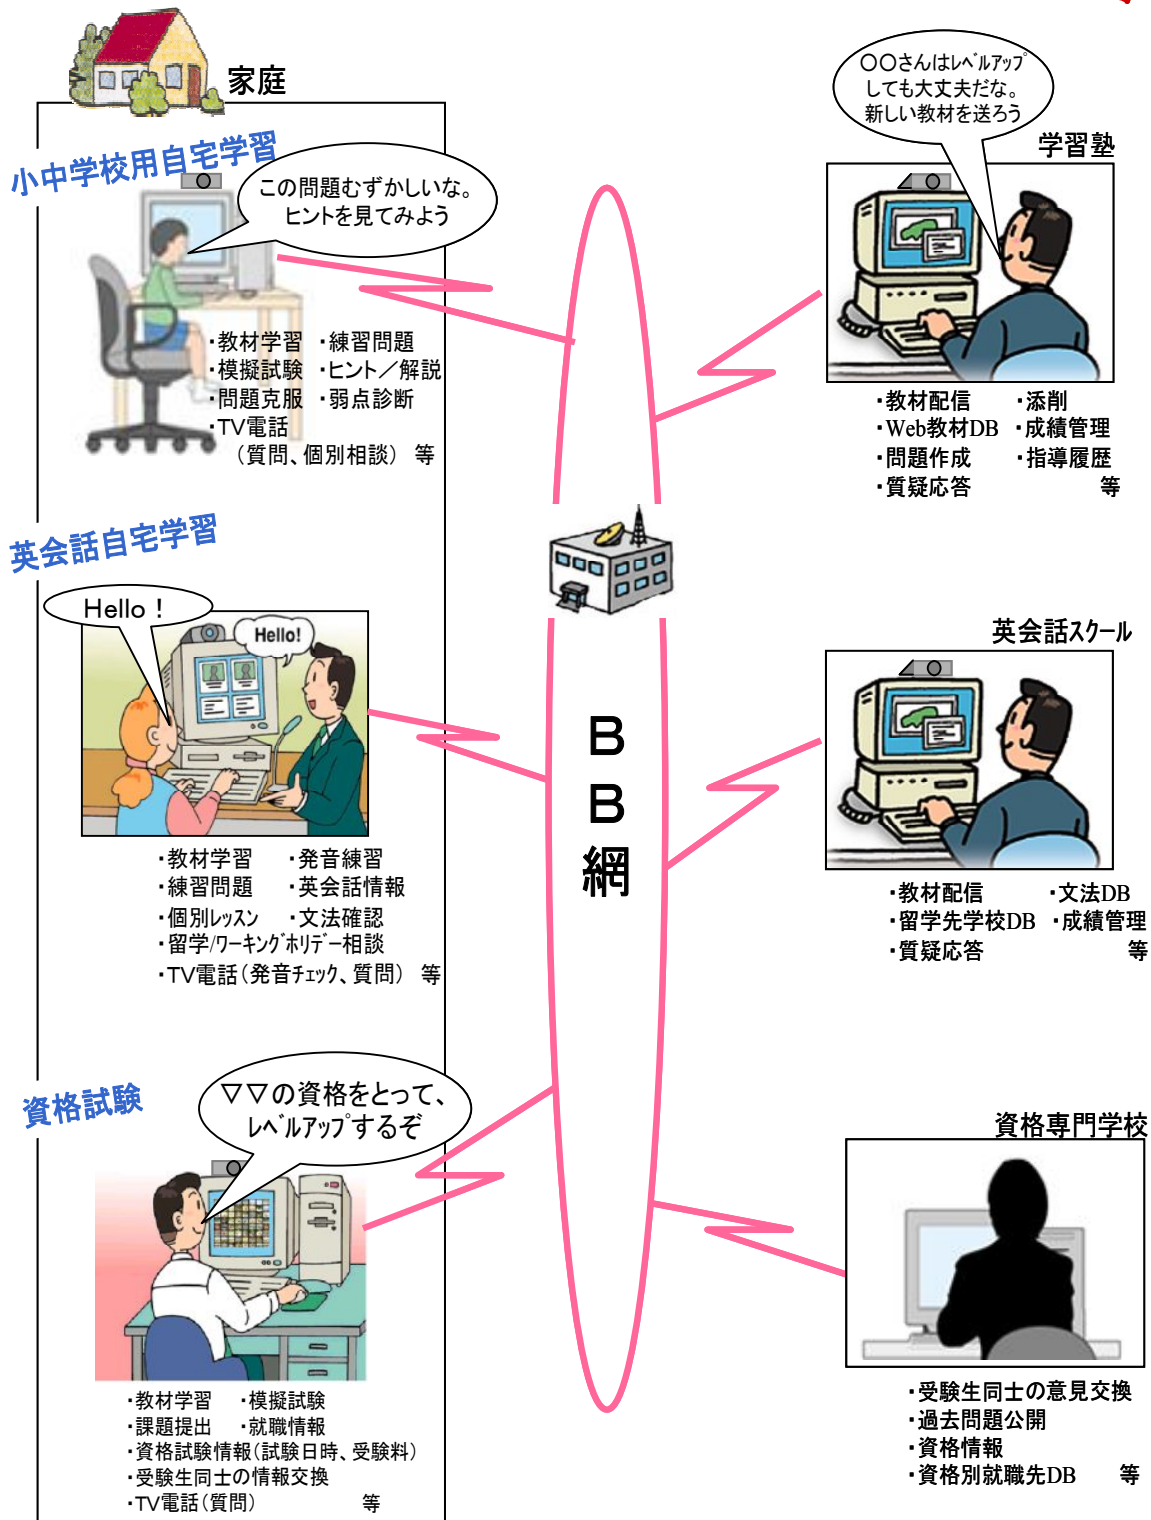 家庭
小中学校用自宅学習
この問題むずかしいな。
ヒントを見てみよう
・教材学習 ・練習問題
・模擬試験 ・ヒント／解説
・問題克服 ・弱点診断
・TV電話
（質問、個別相談） 等
英会話自宅学習
Hello！
Hello!
・教材学習 ・発音練習
・練習問題 ・英会話情報
・個別ﾚｯｽﾝ ・文法確認
・留学/ﾜｰｷﾝｸﾞﾎﾘﾃﾞｰ相談
・TV電話（発音ﾁｪｯｸ、質問） 等
資格試験
▽▽の資格をとって、
ﾚﾍﾞﾙｱｯﾌﾟするぞ
・教材学習 ・模擬試験
・課題提出 ・就職情報
・資格試験情報（試験日時、受験料）
・受験生同士の情報交換
・TV電話（質問） 等
ＢＢ網
〇〇さんはﾚﾍﾞﾙｱｯﾌﾟ
しても大丈夫だな。
新しい教材を送ろう
学習塾
・教材配信 ・添削
・Web教材DB ・成績管理
・問題作成 ・指導履歴
・質疑応答 等
英会話ｽｸｰﾙ
・教材配信 ・文法DB
・留学先学校DB ・成績管理
・質疑応答 等
資格専門学校
・受験生同士の意見交換
・過去問題公開
・資格情報
・資格別就職先DB 等